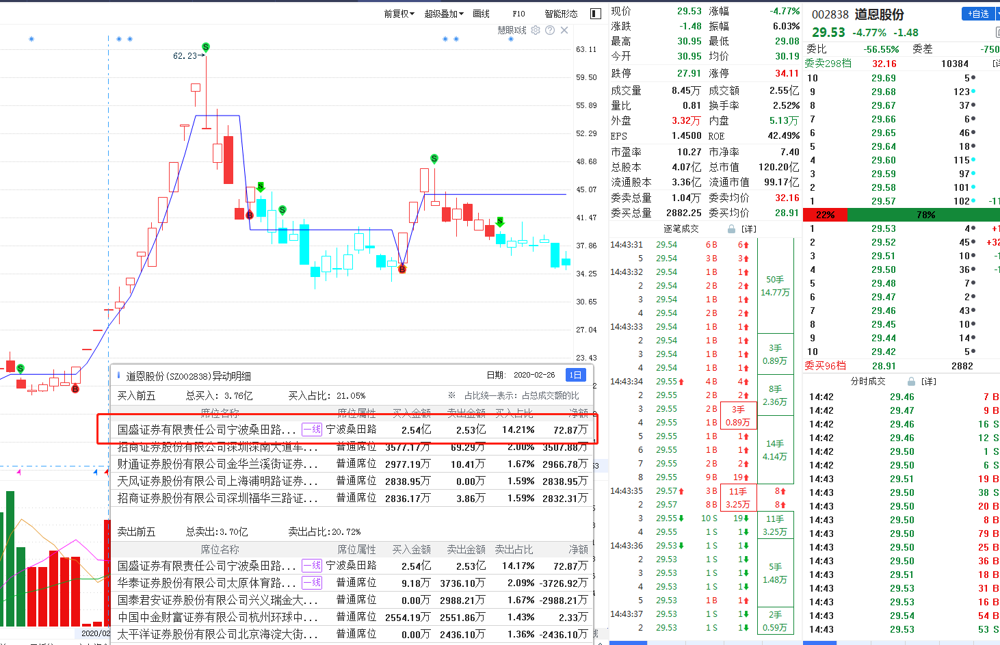 前复权 超级叠加 画线 F10 智能形态
慧眼K线
62.23
63.11
59.50
55.89
52.29
48.68
45.07
41.47
37.86
34.25
30.65
27.04
23.43
道恩股份(SZ002838)异动明细 日期: 2020-02-26 1日
买入前五 总买入: 3.76亿 买入占比: 21.05% ※ 占比统一表示: 占总成交额的比
席位名称 席位属性 买入金额 卖出金额 买入占比 净额
国盛证券有限责任公司宁波桑田路... 一线 宁波桑田路 2.54亿 2.53亿 14.21% 72.87万
招商证券股份有限公司深圳深南大道车... 普通席位 3577.17万 69.29万 2.00% 3507.88万
财通证券股份有限公司金华兰溪街证券... 普通席位 2977.19万 10.41万 1.67% 2966.78万
天风证券股份有限公司上海浦明路证券... 普通席位 2838.95万 0.00万 1.59% 2838.95万
招商证券股份有限公司深圳福华三路证... 普通席位 2836.17万 3.86万 1.59% 2832.31万
卖出前五 总卖出:3.70亿 卖出占比:20.72%
席位名称 席位属性 买入金额 卖出金额 卖出占比 净额
国盛证券有限责任公司宁波桑田路... 一线 宁波桑田路 2.54亿 2.53亿 14.17% 72.87万
华泰证券股份有限公司太原体育路... 一线 普通席位 9.18万 3736.10万 2.09% -3726.92万
国泰君安证券股份有限公司兴义瑞金大... 普通席位 0.00万 2988.21万 1.67% -2988.21万
中国中金财富证券有限公司杭州环球中... 普通席位 2554.19万 2551.86万 1.43% 2.33万
太平洋证券股份有限公司北京海淀大街... 普通席位 0.00万 2436.10万 1.36% -2436.10万
2020/02
现价 29.53 涨幅 -4.77%
涨跌 -1.48 振幅 6.03%
最高 30.95 最低 29.08
今开 30.95 均价 30.19
跌停 27.91 涨停 34.11
成交量 8.45万 成交额 2.55亿
量比 0.81 换手率 2.52%
外盘 3.32万 内盘 5.13万
EPS 1.4500 ROE 42.49%
市盈率 10.27 市净率 7.40
总股本 4.07亿 总市值 120.20亿
流通股本 3.36亿 流通市值 99.17亿
委卖总量 1.04万 委卖均价 32.16
委买总量 2882.25 委买均价 28.91
逐笔成交 [详]
14:43:31 29.54 6 B 6
5 29.54 3 B 3
14:43:32 29.54 1 B 1
2 29.54 2 B 2
3 29.54 1 B 1
4 29.54 2 B 2
14:43:33 29.54 1 B 1
2 29.54 1 B 1
3 29.54 1 B 1
4 29.54 1 B 1
14:43:34 29.55 4 B 4
2 29.55 2 B 2
3 29.55 2 B
4 29.55 1 B
5 29.55 1 B 1
6 29.55 1 B 1
7 29.55 2 B 2
8 29.55 9 B 19
14:43:35 29.57 3 B 8
2 29.57 8 B 8
3 29.55 10 S 19
4 29.55 1 S 1
14:43:36 29.53 1 S 1
2 29.53 1 S 1
3 29.53 1 S 1
4 29.53 1 S 1
5 29.53 1 B 1
14:43:37 29.53 1 S 1
2 29.53 1 S 1
3手
0.89万
11手
3.25万
50手
14.77万
3手
0.89万
8手
2.36万
14手
4.14万
11手
3.25万
5手
1.48万
2手
0.59万
002838 道恩股份 +自选
29.53 -4.77% -1.48
委比 -56.55% 委差 -750
委卖298档 32.16 10384
10 29.69 5
9 29.68 123
8 29.67 37
7 29.66 6
6 29.65 46
5 29.64 18
4 29.60 115
3 29.59 97
2 29.58 101
1 29.57 102 -11
22% 78%
1 29.53 4 +1
2 29.52 45 +32
3 29.51 10 -1
4 29.50 36 -1
5 29.48 7
6 29.47 2
7 29.46 43
8 29.45 10
9 29.44 14
10 29.42 5
委买96档 28.91 2882
分时成交 [详]
14:42 29.46 7 B
14:42 29.47 9 B
14:42 29.46 16 S
14:42 29.46 12 S
14:42 29.50 1 S
14:42 29.50 6 S
14:43 29.51 19 B
14:43 29.50 38 S
14:43 29.50 20 B
14:43 29.50 8 B
14:43 29.50 79 B
14:43 29.50 25 B
14:43 29.50 36 B
14:43 29.51 18 B
14:43 29.53 31 B
14:43 29.53 16 B
14:43 29.54 54 B
14:43 29.53 53 S